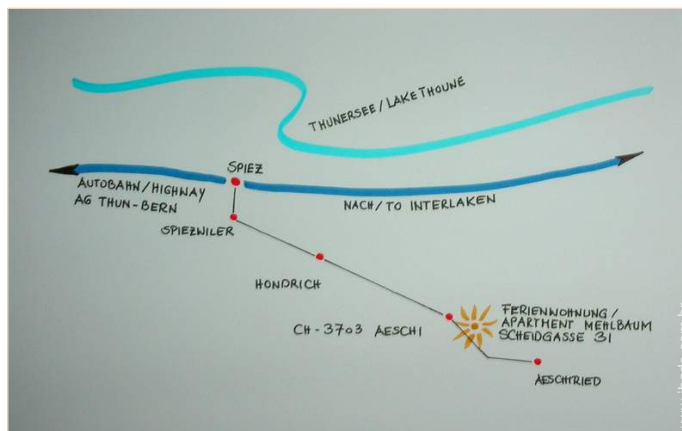 THUNERSEE/LAKE THOUNE
SPIEZ
AUTOBAHN/HIGHWAY
AG THUN-BERN
NACH/TO INTERLAKEN
SPIEZWILER
HONDRICH
FERIENWOHNUNG/
APARTMENT MEHLBAUM
SCHEIDGASSE 31
CH-3703 AESCHI
AESCHIRIED